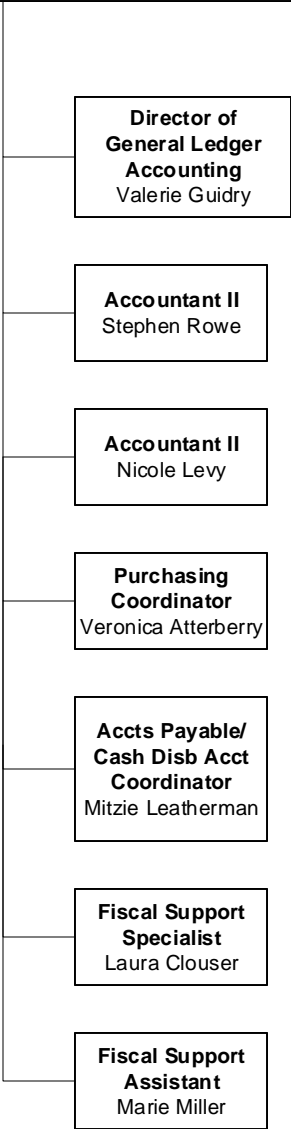 Director of
General Ledger
Accounting
Valerie Guidry
Accountant II
Stephen Rowe
Accountant II
Nicole Levy
Purchasing
Coordinator
Veronica Atterberry
Accts Payable/
Cash Disb Acct
Coordinator
Mitzie Leatherman
Fiscal Support
Specialist
Laura Clouser
Fiscal Support
Assistant
Marie Miller